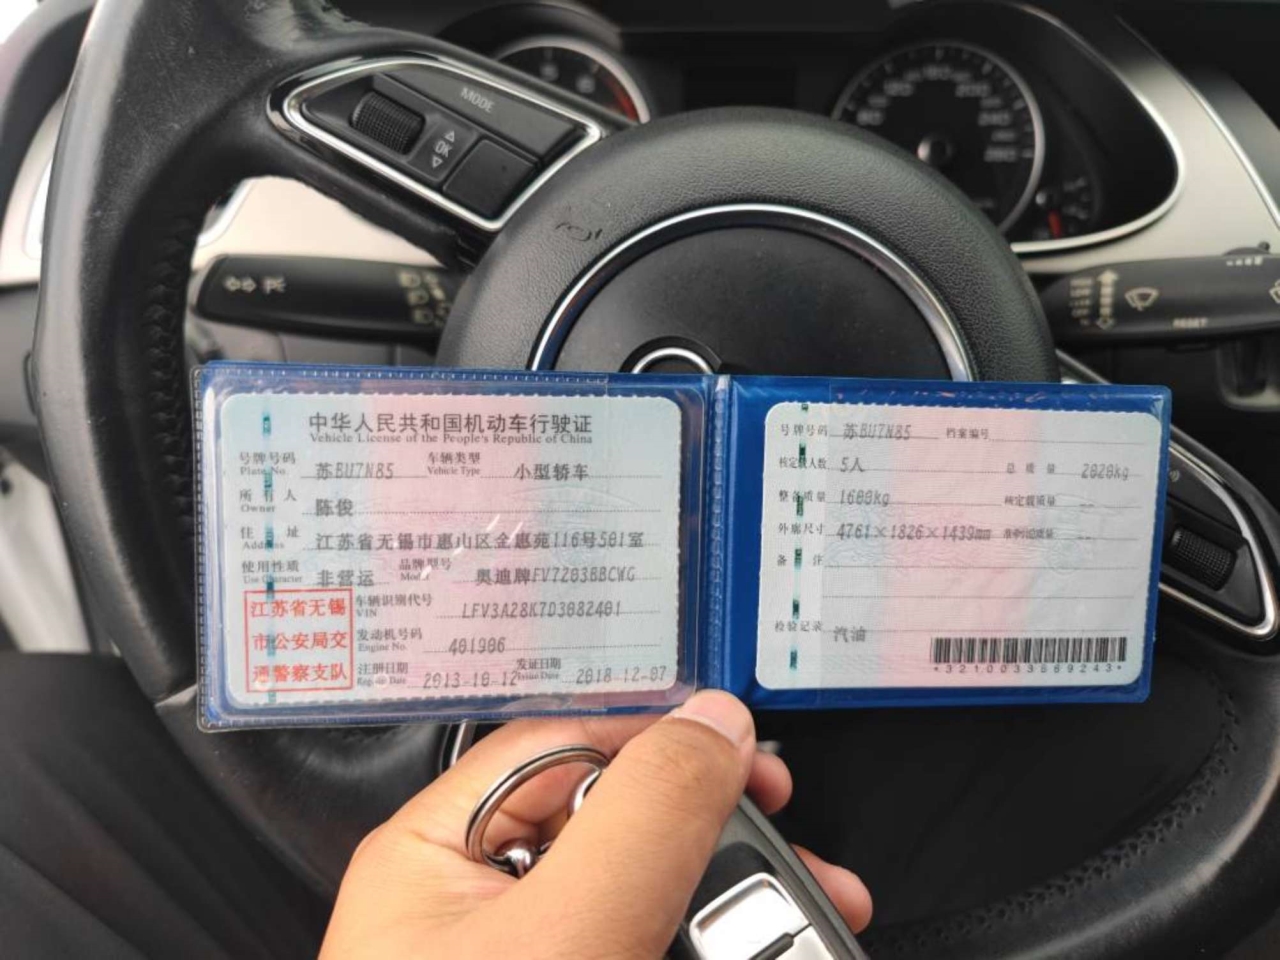 MODE
OK
5
6
80
120
160
200
240
280
RESET
中华人民共和国机动车行驶证
Vehicle License of the People's Republic of China
号牌号码 苏BU7N85 车辆类型 小型轿车
Plate No. Vehicle Type
所有人 陈俊
Owner
住址 江苏省无锡市惠山区金惠苑116号501室
Address
使用性质 非营运 品牌型号 奥迪牌FV7203BBCWG
Use Character Model
江苏省无锡
市公安局交
通警察支队
车辆识别代号 LFV3A28K7D3082401
VIN
发动机号码 401906
Engine No.
注册日期 2013-10-12 发证日期 2018-12-07
Register Date Issue Date
号牌号码 苏BU7N85 档案编号
核定载人数 5人 总质量 2020kg
整备质量 1600kg 核定载质量 --
外廓尺寸 4761×1826×1439mm 准牵引总质量 --
备注
检验记录 汽油
*3210033569243*